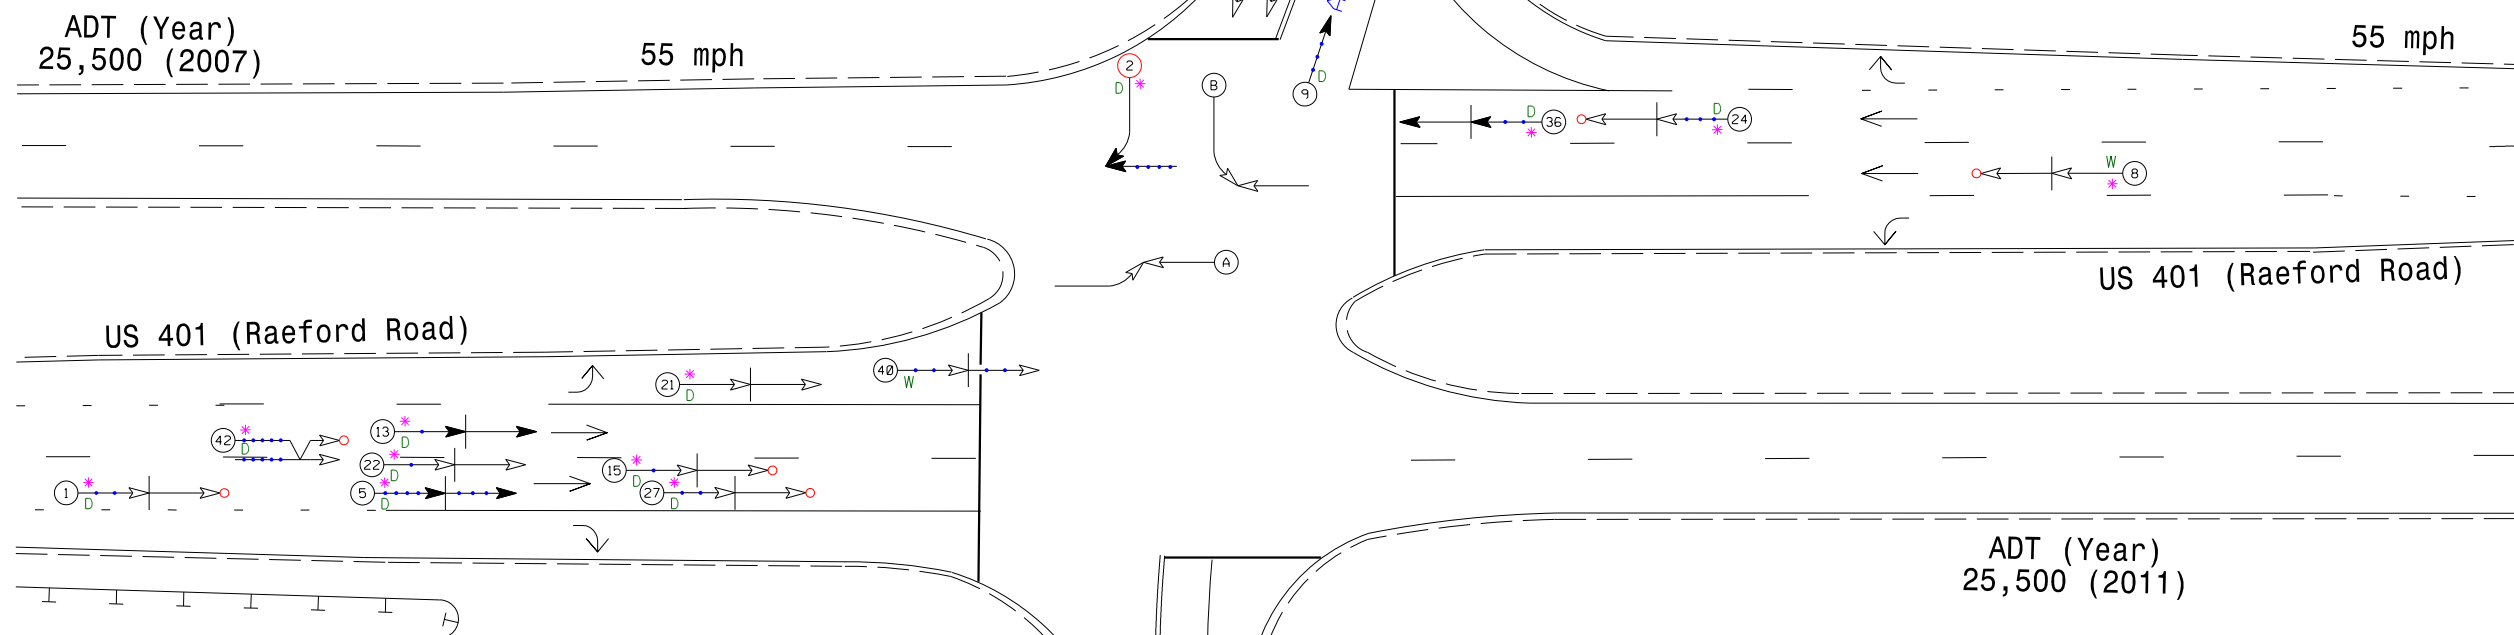 ADT (Year)
25,500 (2007)
55 mph
55 mph
2
D *
B
9
D
D
36
*
D
24
*
W
8
*
A
US 401 (Raeford Road)
US 401 (Raeford Road)
40
W
*
21
D
*
13
D
*
42
D
*
22
D
*
15
D
*
1
D
*
5
D
*
27
D
ADT (Year)
25,500 (2011)